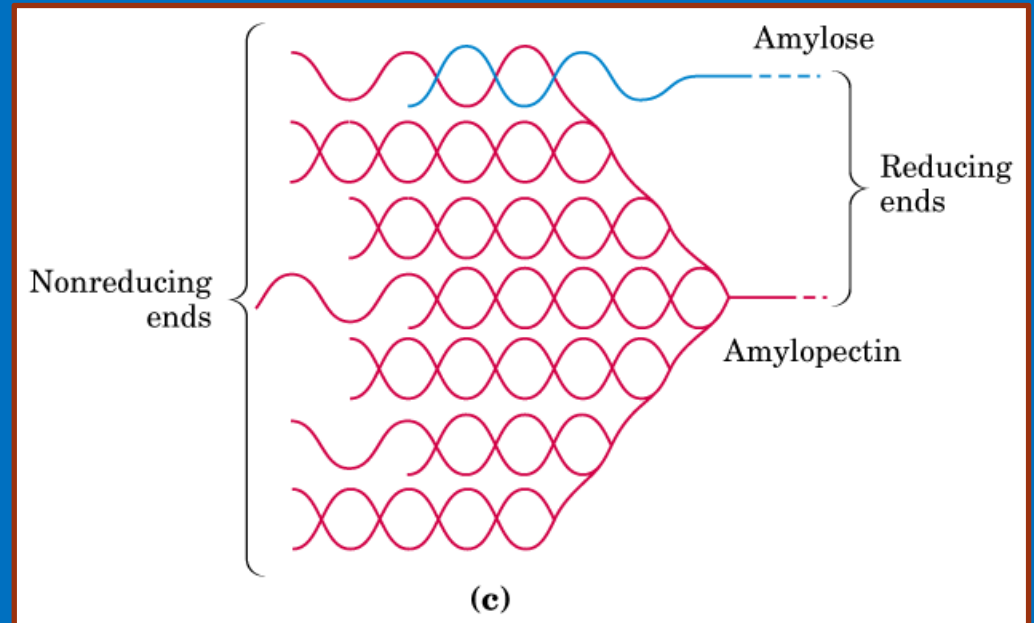 Amylose
Reducing
ends
Nonreducing
ends
Amylopectin
(c)